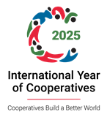 2025
International Year
of Cooperatives
Cooperatives Build a Better World